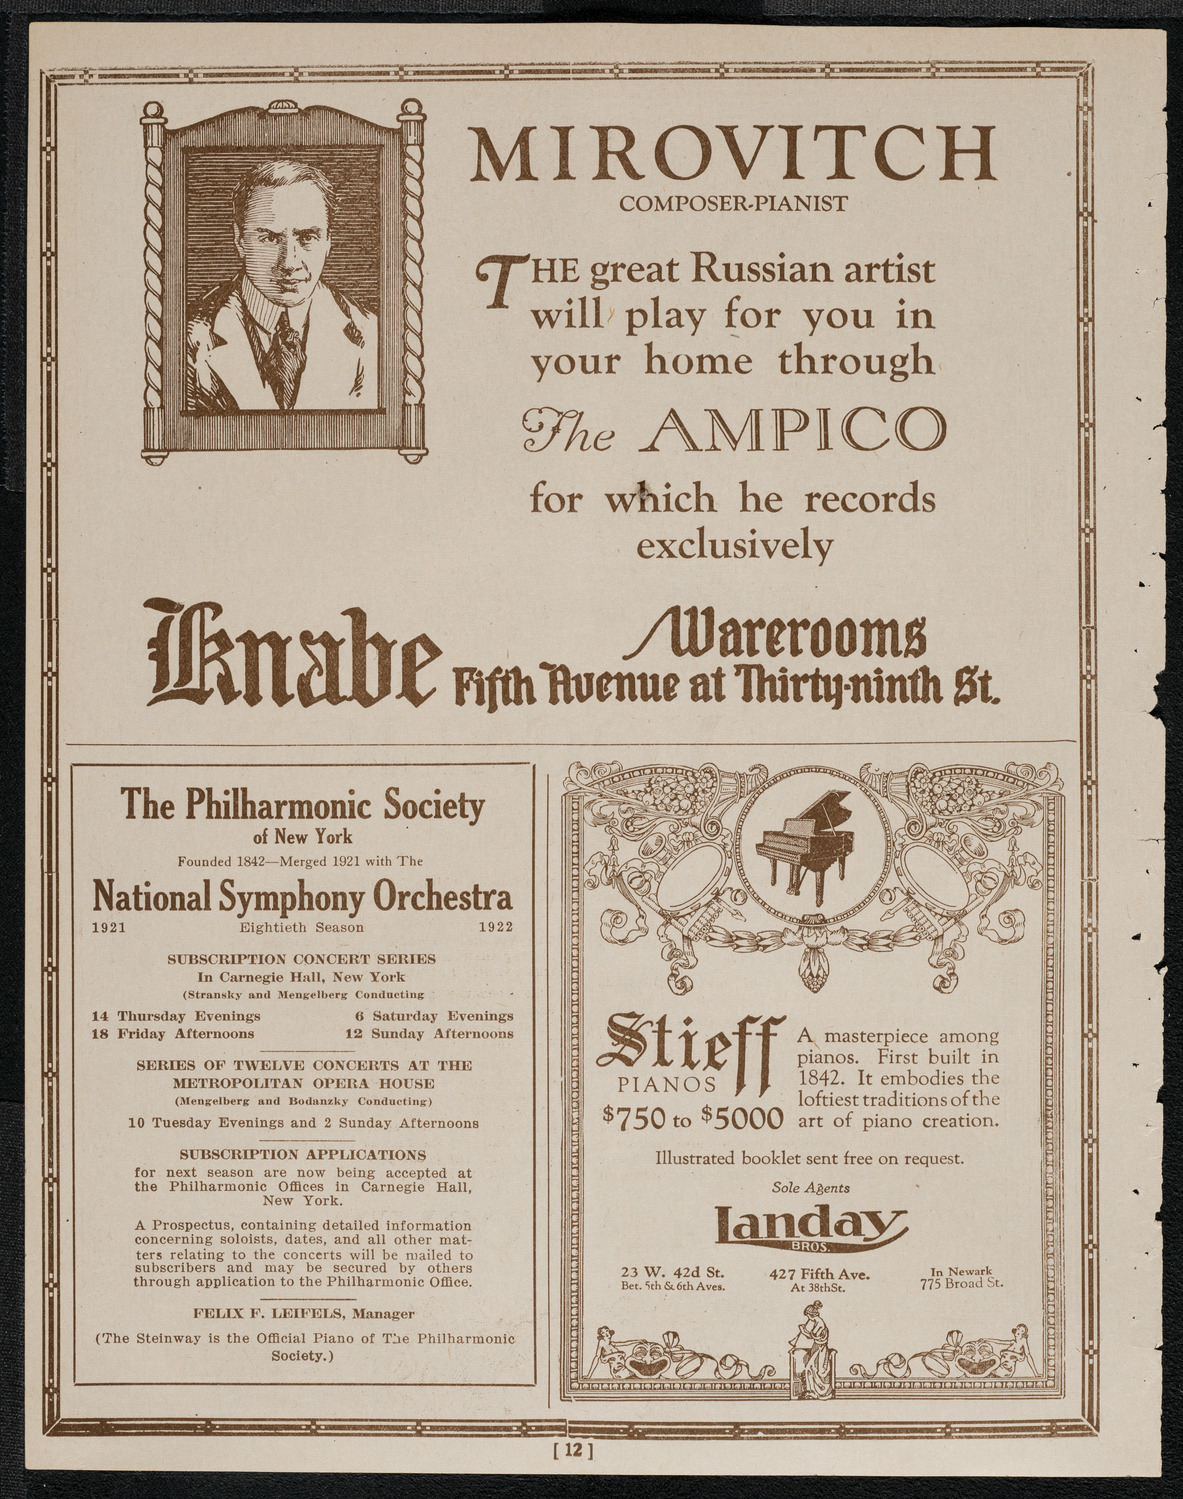 MIROVITCH
COMPOSER-PIANIST
THE great Russian artist
will play for you in
your home through
The AMPICO
for which he records
exclusively
Knabe Warerooms
Fifth Avenue at Thirty-ninth St.
The Philharmonic Society
of New York
Founded 1842—Merged 1921 with The
National Symphony Orchestra
1921 Eightieth Season 1922
SUBSCRIPTION CONCERT SERIES
In Carnegie Hall, New York
(Stransky and Mengelberg Conducting
14 Thursday Evenings 6 Saturday Evenings
18 Friday Afternoons 12 Sunday Afternoons
SERIES OF TWELVE CONCERTS AT THE
METROPOLITAN OPERA HOUSE
(Mengelberg and Bodanzky Conducting)
10 Tuesday Evenings and 2 Sunday Afternoons
SUBSCRIPTION APPLICATIONS
for next season are now being accepted at
the Philharmonic Offices in Carnegie Hall,
New York.
A Prospectus, containing detailed information
concerning soloists, dates, and all other mat-
ters relating to the concerts will be mailed to
subscribers and may be secured by others
through application to the Philharmonic Office.
FELIX F. LEIFELS, Manager
(The Steinway is the Official Piano of The Philharmonic
Society.)
Stieff
PIANOS
$750 to $5000
A masterpiece among
pianos. First built in
1842. It embodies the
loftiest traditions of the
art of piano creation.
Illustrated booklet sent free on request.
Sole Agents
Landay
BROS.
23 W. 42d St.
Bet. 5th & 6th Aves.
427 Fifth Ave.
At 38th St.
In Newark
775 Broad St.
[ 12 ]